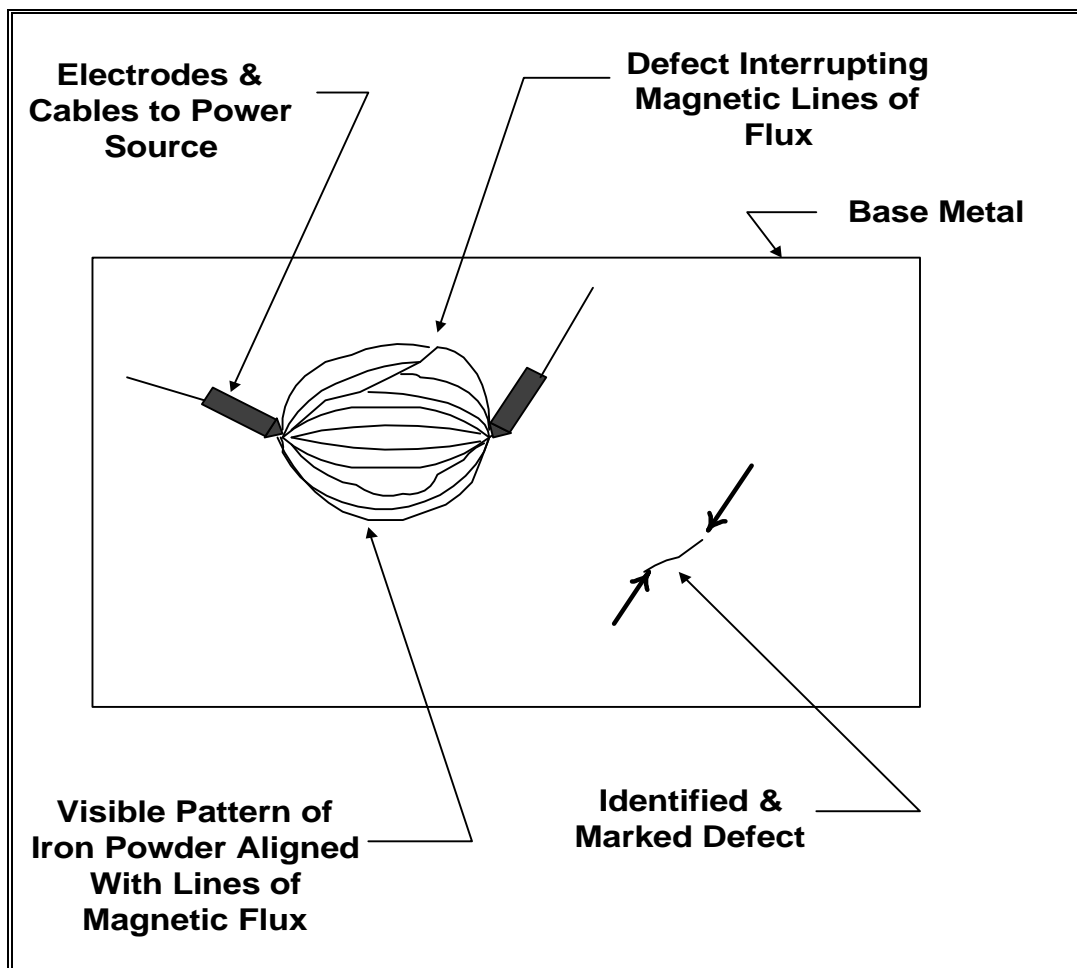 Electrodes &
Cables to Power
Source
Defect Interrupting
Magnetic Lines of
Flux
Base Metal
Visible Pattern of
Iron Powder Aligned
With Lines of
Magnetic Flux
Identified &
Marked Defect